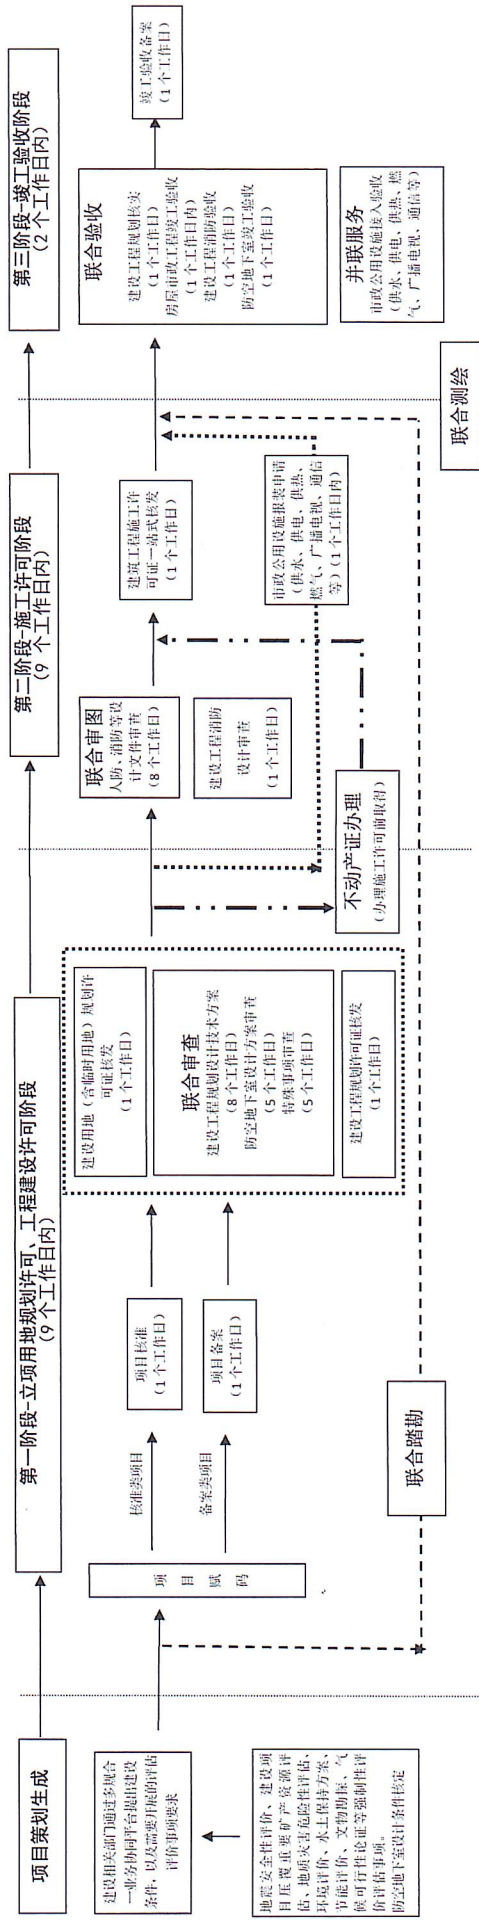 项目策划生成
建设相关部门通过多规合
一业务协同平台提出建设
条件，以及需要开展的评估
评价事项要求
地震安全性评价、建设项
目压覆重要矿产资源评
估、地质灾害危险性评估、
环境评价、水土保持方案、
节能评价、文物勘探、气
候可行性论证等强制性评
价评估事项。
防空地下室设计条件核定
第一阶段-立项用地规划许可、工程建设许可阶段
（9 个工作日内）
项目赋码
核准类项目
备案类项目
项目核准
（1 个工作日）
项目备案
（1 个工作日）
联合踏勘
建设用地（含临时用地）规划许
可证核发
（1 个工作日）
联合审查
建设工程规划设计技术方案
（8 个工作日）
防空地下室设计方案审查
（5 个工作日）
特殊事项审查
（5 个工作日）
建设工程规划许可证核发
（1 个工作日）
第二阶段-施工许可阶段
（9 个工作日内）
联合审图
人防、消防等设
计文件审查
（8 个工作日）
建设工程消防
设计审查
（1 个工作日）
不动产证办理
（办理施工许可前取得）
建筑工程施工许
可证一站式核发
（1 个工作日）
市政公用设施报装申请
（供水、供电、供热、
燃气、广播电视、通信
等）（1 个工作日内）
联合测绘
第三阶段-竣工验收阶段
（2 个工作日内）
联合验收
建设工程规划核实
（1 个工作日）
房屋市政工程竣工验收
（1 个工作日内）
建设工程消防验收
（1 个工作日）
防空地下室竣工验收
（1 个工作日）
并联服务
市政公用设施接入验收
（供水、供电、供热、燃
气、广播电视、通信等）
竣工验收备案
（1 个工作日）